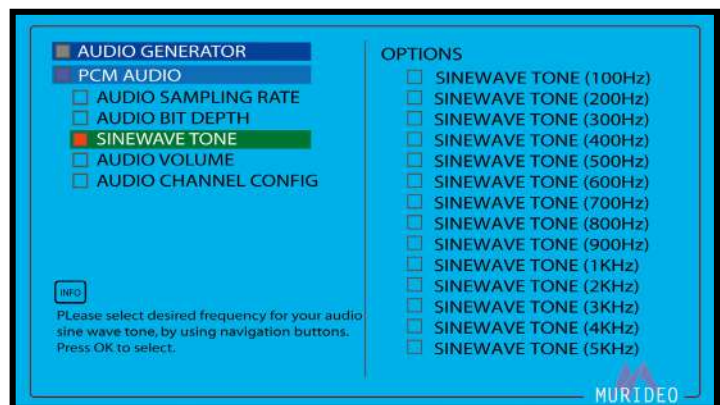 AUDIO GENERATOR
PCM AUDIO
AUDIO SAMPLING RATE
AUDIO BIT DEPTH
SINEWAVE TONE
AUDIO VOLUME
AUDIO CHANNEL CONFIG
INFO
PLease select desired frequency for your audio
sine wave tone, by using navigation buttons.
Press OK to select.
OPTIONS
SINEWAVE TONE (100Hz)
SINEWAVE TONE (200Hz)
SINEWAVE TONE (300Hz)
SINEWAVE TONE (400Hz)
SINEWAVE TONE (500Hz)
SINEWAVE TONE (600Hz)
SINEWAVE TONE (700Hz)
SINEWAVE TONE (800Hz)
SINEWAVE TONE (900Hz)
SINEWAVE TONE (1KHz)
SINEWAVE TONE (2KHz)
SINEWAVE TONE (3KHz)
SINEWAVE TONE (4KHz)
SINEWAVE TONE (5KHz)
MURIDEO